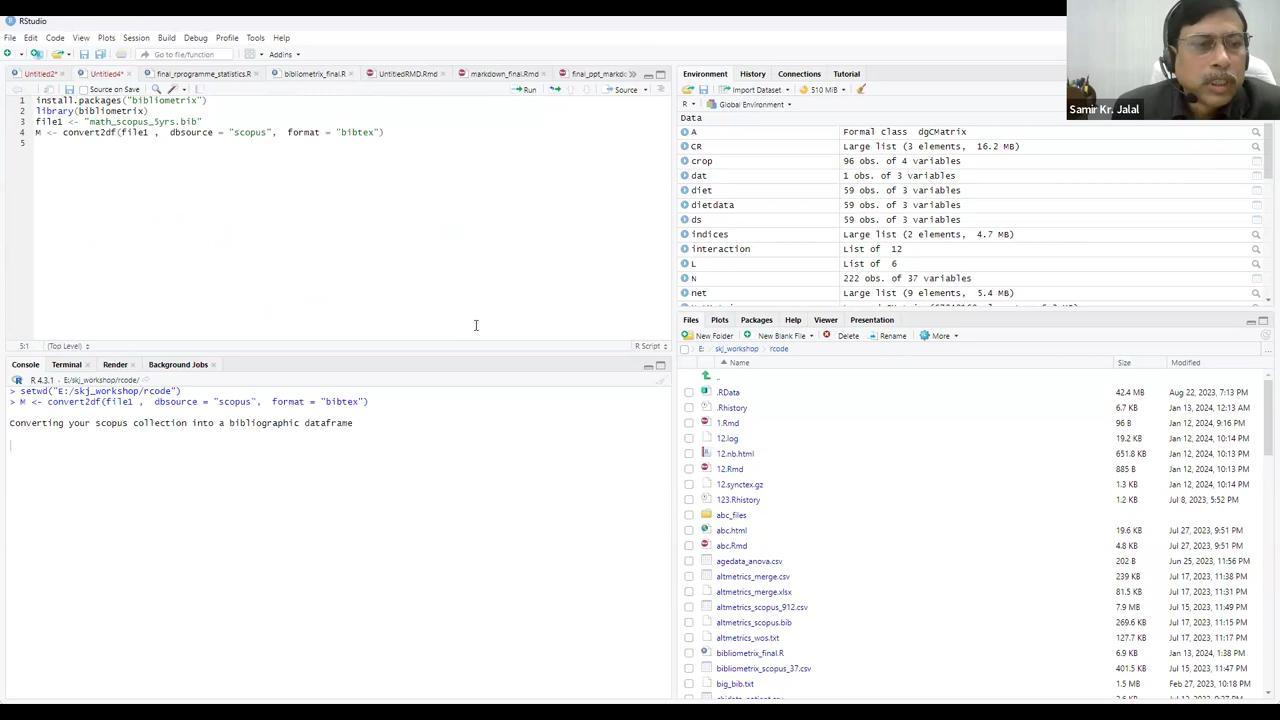 RStudio
File Edit Code View Plots Session Build Debug Profile Tools Help
Go to file/function Addins
Untitled2* Untitled4* final_rprogramme_statistics.R bibliometrix_final.R UntitledRMD.Rmd markdown_final.Rmd final_ppt_markdo
Source on Save Run Source
1 install.packages("bibliometrix")
2 library(bibliometrix)
3 file1 <- "math_scopus_5yrs.bib"
4 M <- convert2df(file1 , dbsource = "scopus", format = "bibtex")
5
5:1 (Top Level) R Script
Console Terminal Render Background Jobs
R 4.3.1 · E:/skj_workshop/rcode/
> setwd("E:/skj_workshop/rcode")
> M <- convert2df(file1 , dbsource = "scopus", format = "bibtex")
Converting your scopus collection into a bibliographic dataframe
Samir Kr. Jalal
Environment History Connections Tutorial
Import Dataset 510 MiB
R Global Environment
Data
A Formal class dgCMatrix
CR Large list (3 elements, 16.2 MB)
crop 96 obs. of 4 variables
dat 1 obs. of 3 variables
diet 59 obs. of 3 variables
dietdata 59 obs. of 3 variables
ds 59 obs. of 3 variables
indices Large list (2 elements, 4.7 MB)
interaction List of 12
L List of 6
N 222 obs. of 37 variables
net Large list (9 elements, 5.4 MB)
Files Plots Packages Help Viewer Presentation
New Folder New Blank File Delete Rename More
E: skj_workshop rcode
Name Size Modified
..
.RData 42.4 MB Aug 22, 2023, 7:13 PM
.Rhistory 6.7 KB Jan 13, 2024, 12:13 AM
1.Rmd 96 B Jan 12, 2024, 9:16 PM
12.log 19.2 KB Jan 12, 2024, 10:14 PM
12.nb.html 651.8 KB Jan 12, 2024, 10:13 PM
12.Rmd 885 B Jan 12, 2024, 10:13 PM
12.synctex.gz 1.3 KB Jan 12, 2024, 10:14 PM
123.Rhistory 1.2 KB Jul 8, 2023, 5:52 PM
abc_files
abc.html 19.6 KB Jul 27, 2023, 9:51 PM
abc.Rmd 4.8 KB Jul 27, 2023, 9:51 PM
agedata_anova.csv 202 B Jun 25, 2023, 11:56 PM
altmetrics_merge.csv 239 KB Jul 17, 2023, 11:38 PM
altmetrics_merge.xlsx 81.5 KB Jul 17, 2023, 11:31 PM
altmetrics_scopus_912.csv 7.9 MB Jul 15, 2023, 11:49 PM
altmetrics_scopus.bib 269.6 KB Jul 17, 2023, 11:11 PM
altmetrics_wos.txt 127.7 KB Jul 17, 2023, 11:17 PM
bibliometrix_final.R 6.9 KB Jan 13, 2024, 1:38 PM
bibliometrix_scopus_37.csv 401.5 KB Jul 15, 2023, 11:47 PM
big_bib.txt 1.5 MB Feb 27, 2023, 11:18 PM